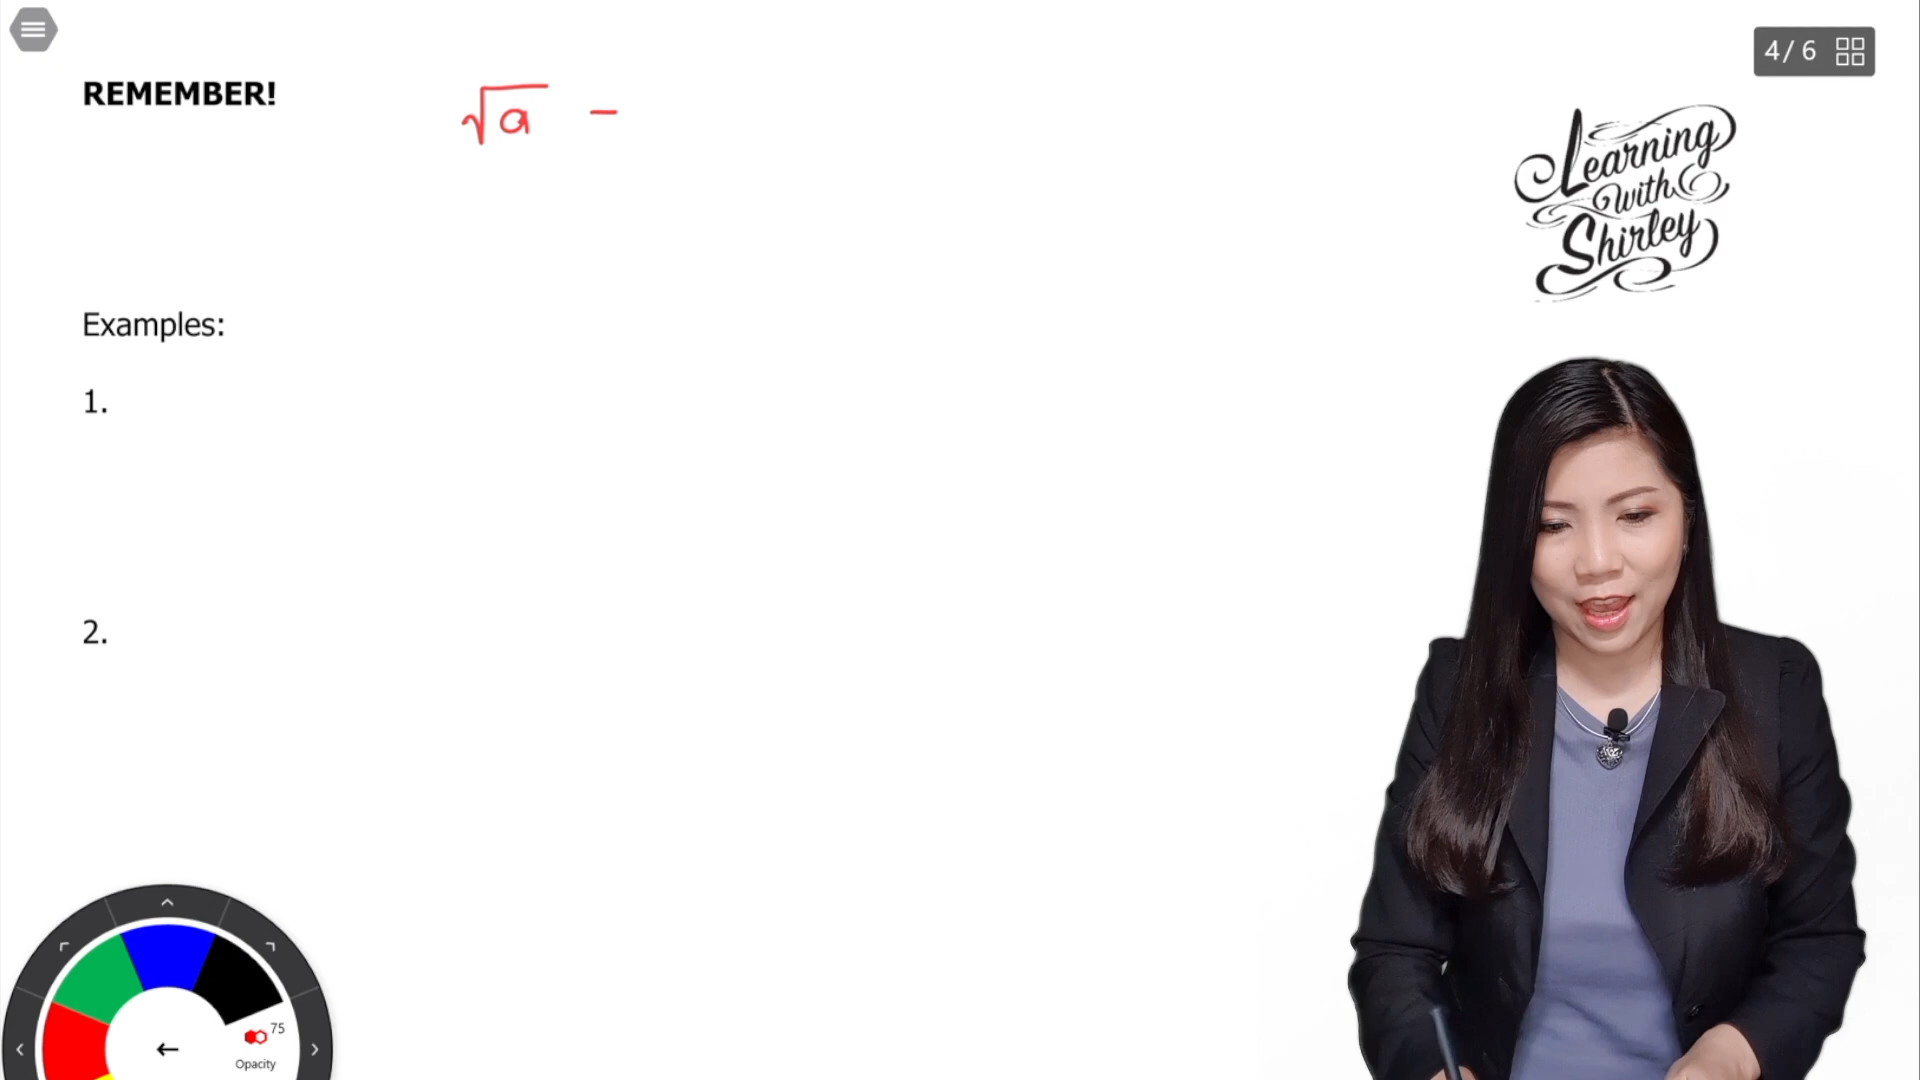 4/6
REMEMBER!
√a −
Learning
with
Shirley
Examples:
1.
2.
75
Opacity